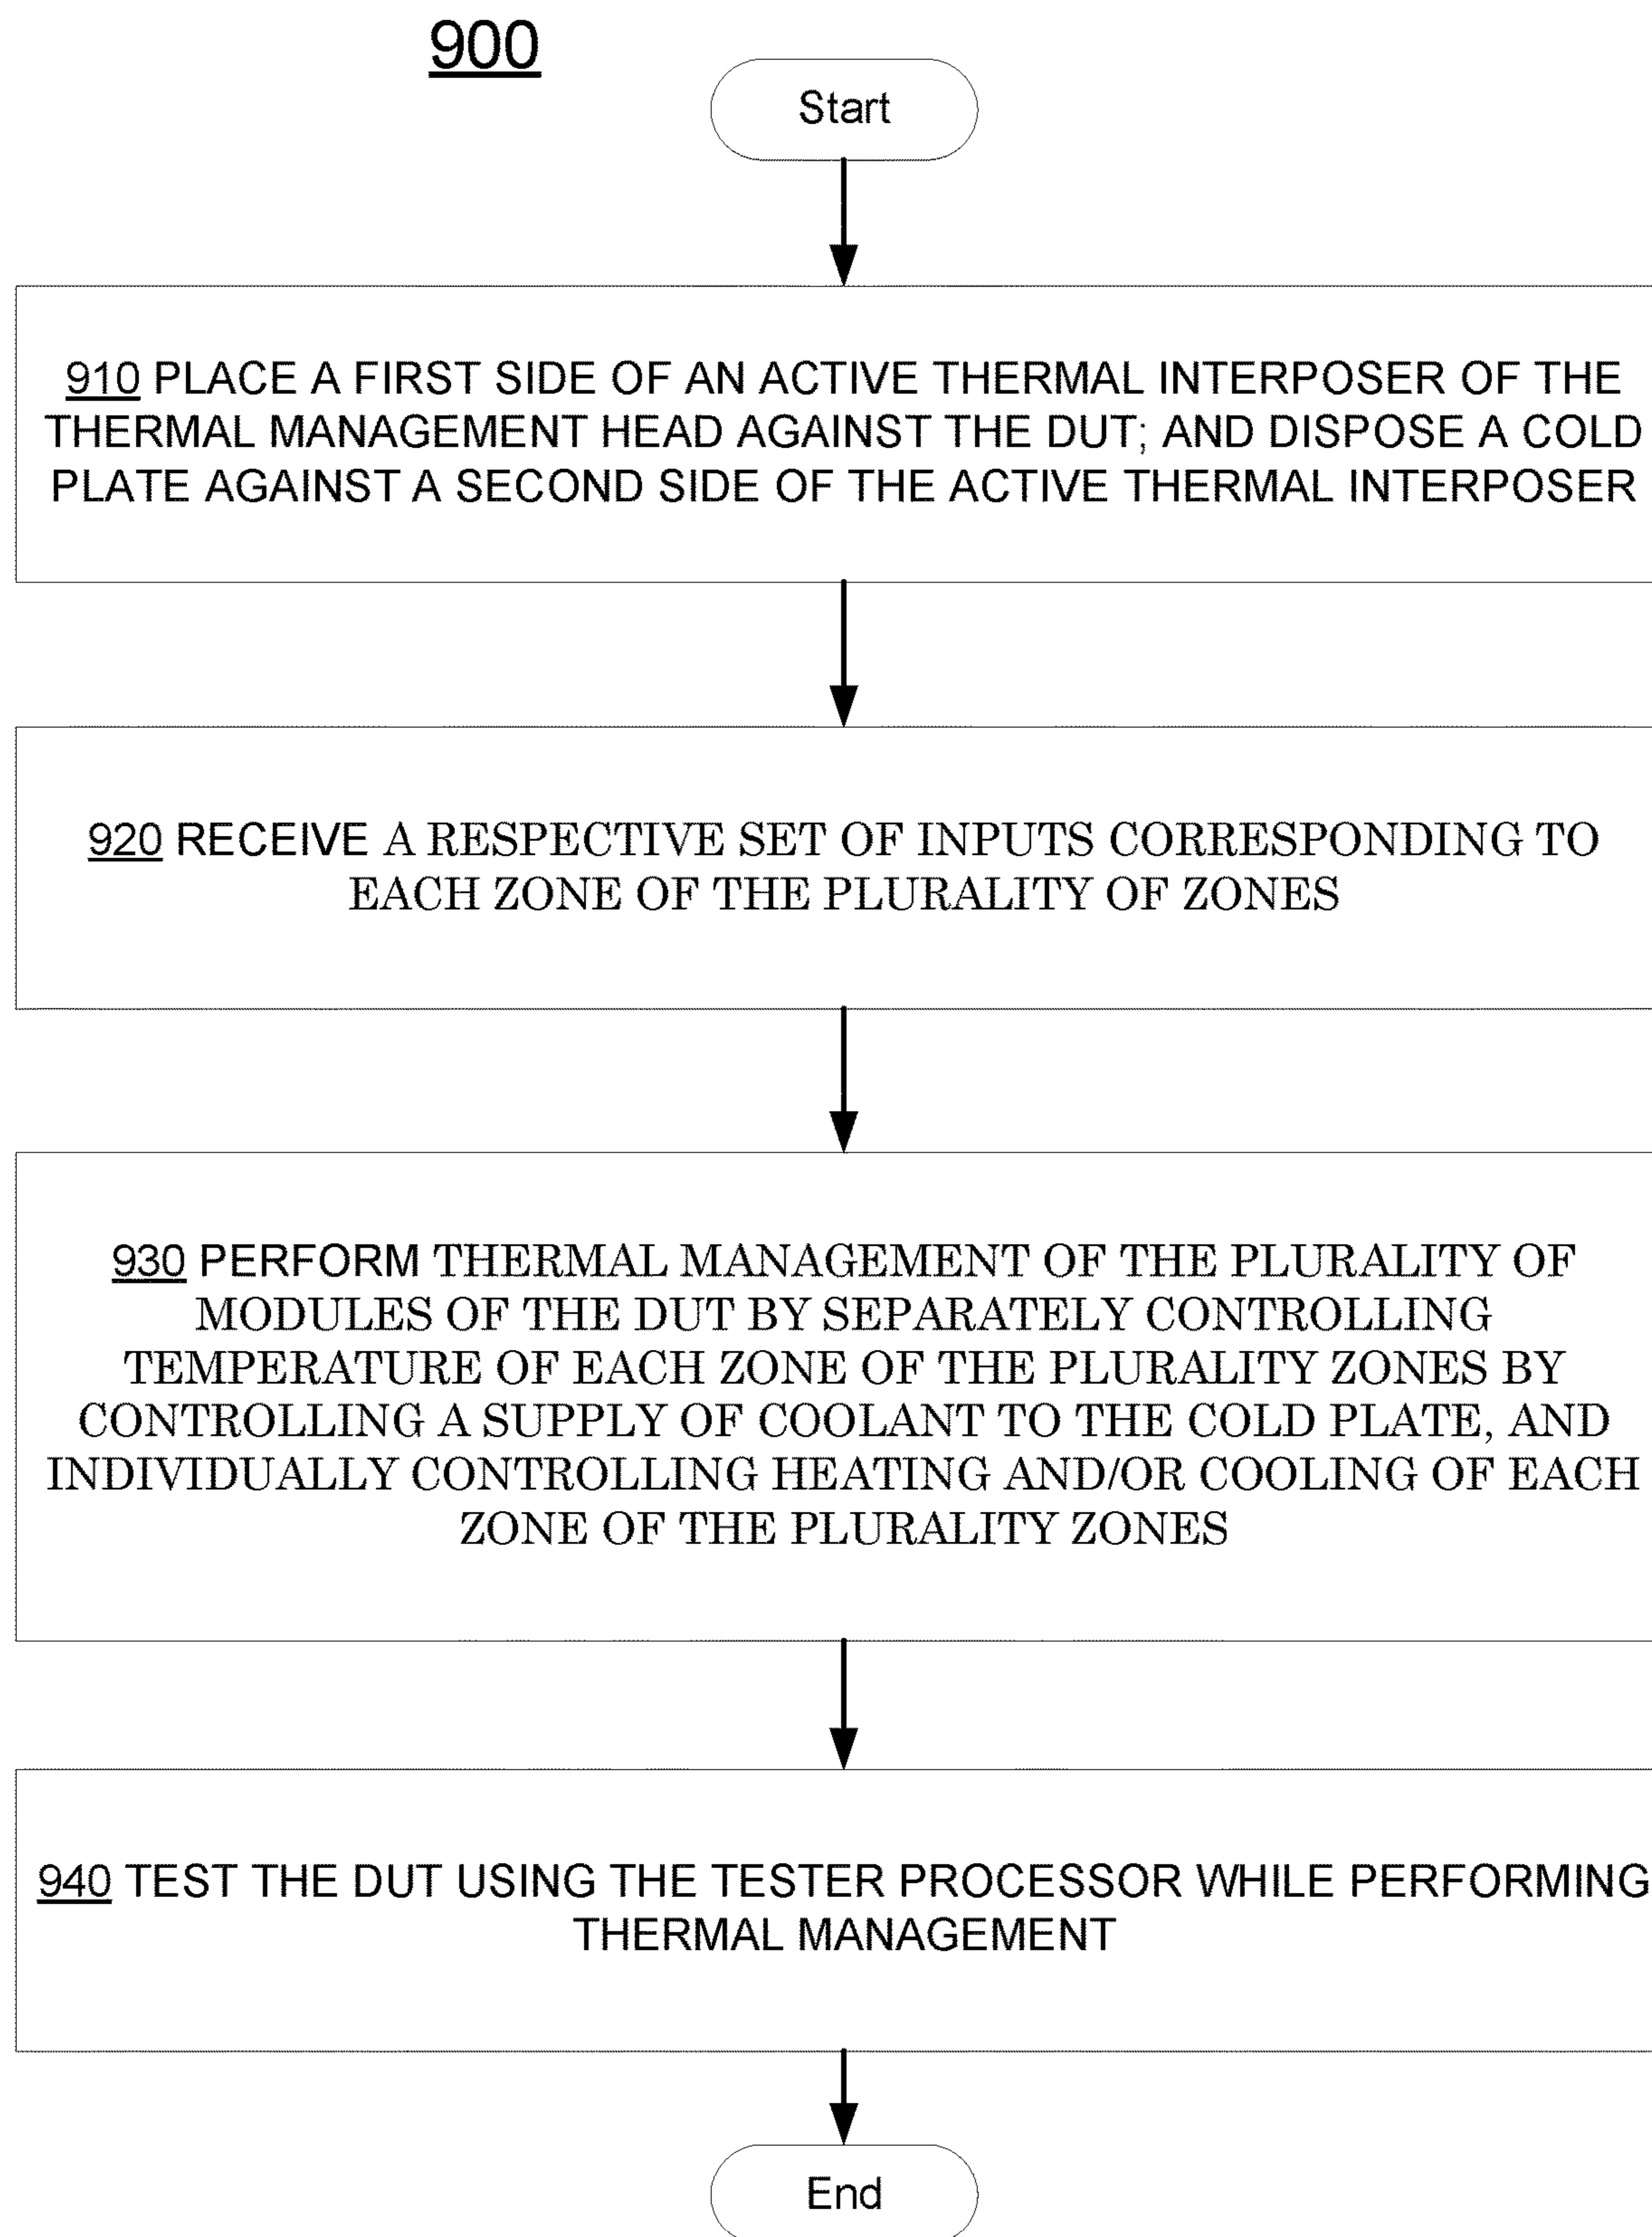 900
Start
910 PLACE A FIRST SIDE OF AN ACTIVE THERMAL INTERPOSER OF THE
THERMAL MANAGEMENT HEAD AGAINST THE DUT; AND DISPOSE A COLD
PLATE AGAINST A SECOND SIDE OF THE ACTIVE THERMAL INTERPOSER
920 RECEIVE A RESPECTIVE SET OF INPUTS CORRESPONDING TO
EACH ZONE OF THE PLURALITY OF ZONES
930 PERFORM THERMAL MANAGEMENT OF THE PLURALITY OF
MODULES OF THE DUT BY SEPARATELY CONTROLLING
TEMPERATURE OF EACH ZONE OF THE PLURALITY ZONES BY
CONTROLLING A SUPPLY OF COOLANT TO THE COLD PLATE, AND
INDIVIDUALLY CONTROLLING HEATING AND/OR COOLING OF EACH
ZONE OF THE PLURALITY ZONES
940 TEST THE DUT USING THE TESTER PROCESSOR WHILE PERFORMING
THERMAL MANAGEMENT
End